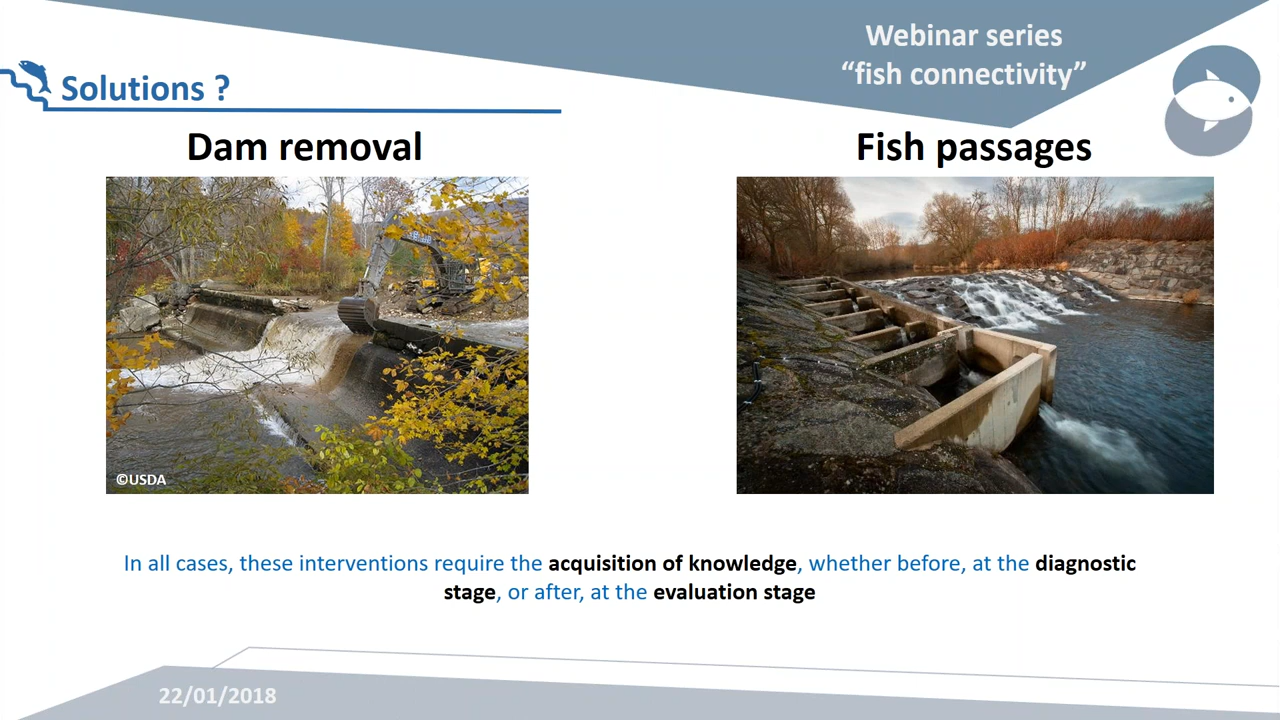 Webinar series
“fish connectivity”
Solutions ?
Dam removal
Fish passages
©USDA
In all cases, these interventions require the acquisition of knowledge, whether before, at the diagnostic
stage, or after, at the evaluation stage
22/01/2018